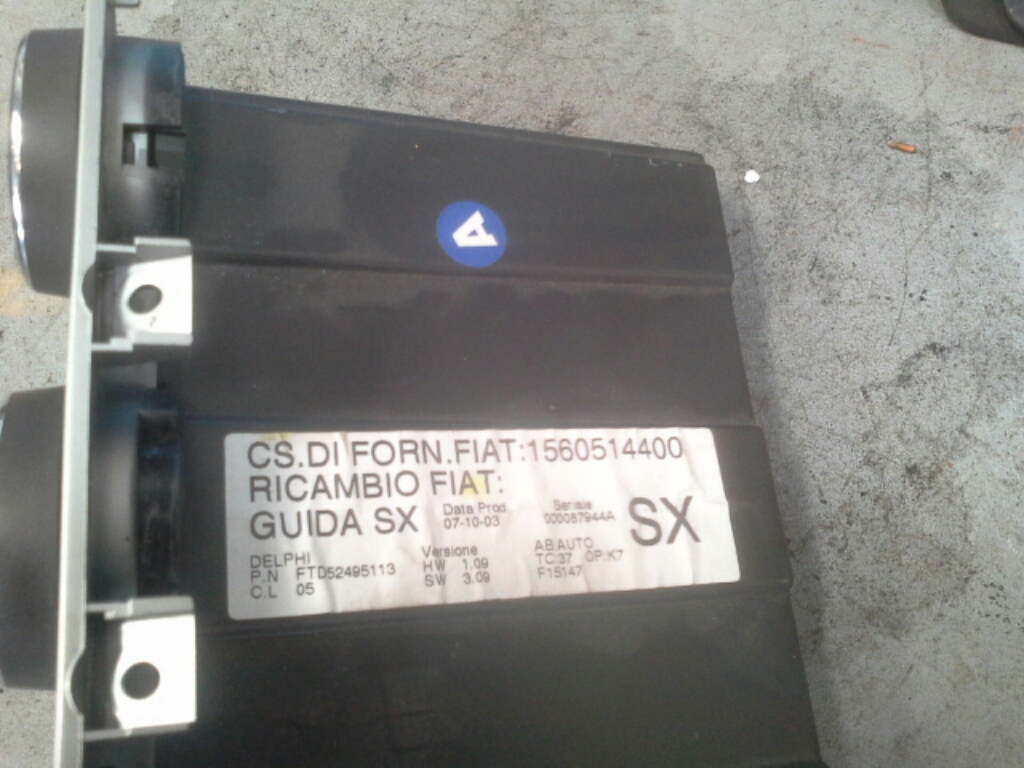 A
CS.DI FORN.FIAT:1560514400
RICAMBIO FIAT:
GUIDA SX Data Prod 07-10-03 Seriale 000087944A SX
DELPHI Versione AB AUTO
P.N FTD52495113 HW 1.09 TC:37 OP:K7
C.L 05 SW 3.09 F15147